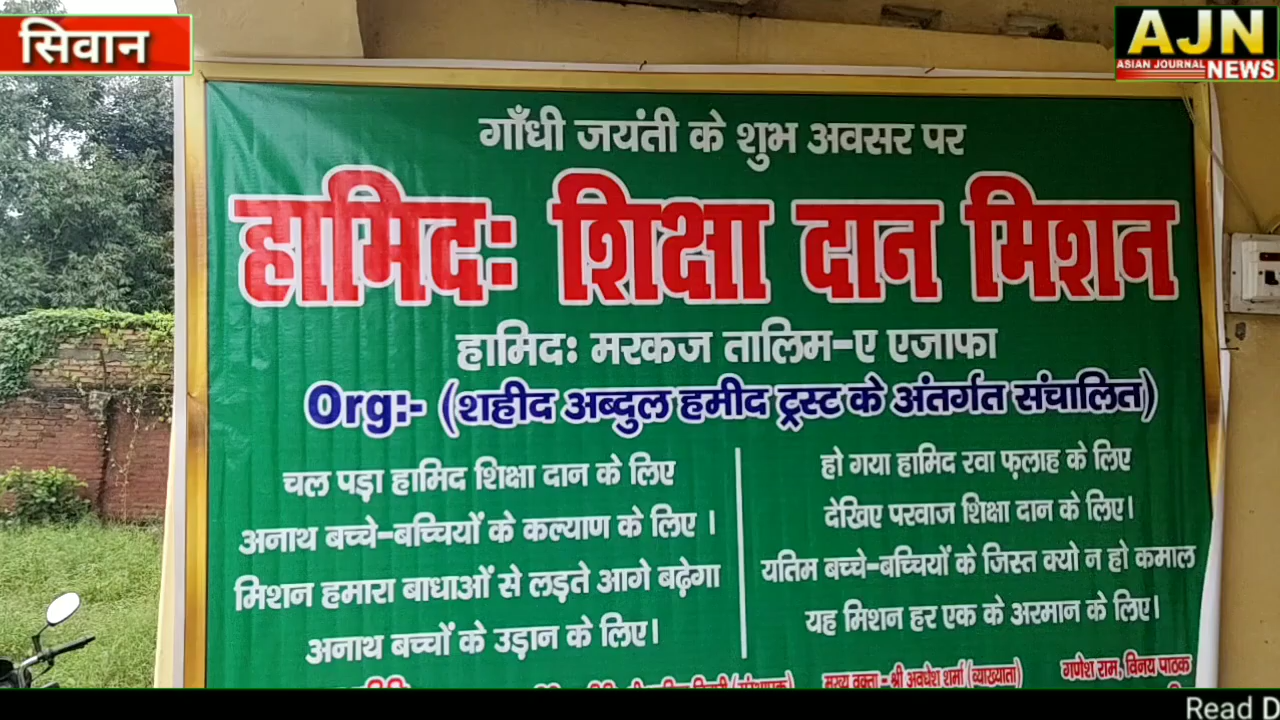 सिवान
AJN
ASIAN JOURNAL NEWS
गाँधी जयंती के शुभ अवसर पर
हामिदः शिक्षा दान मिशन
हामिदः मरकज तालिम-ए एजाफा
Org:- (शहीद अब्दुल हमीद ट्रस्ट के अंतर्गत संचालित)
चल पड़ा हामिद शिक्षा दान के लिए
अनाथ बच्चे-बच्चियों के कल्याण के लिए ।
मिशन हमारा बाधाओं से लड़ते आगे बढ़ेगा
अनाथ बच्चों के उड़ान के लिए।
हो गया हामिद रवा फ़लाह के लिए
देखिए परवाज शिक्षा दान के लिए।
यतिम बच्चे-बच्चियों के जिस्त क्यो न हो कमाल
यह मिशन हर एक के अरमान के लिए।
मुख्य वक्ता - श्री अवधेश शर्मा (व्याख्याता)
गणेश राम, विनय पाठक
Read D